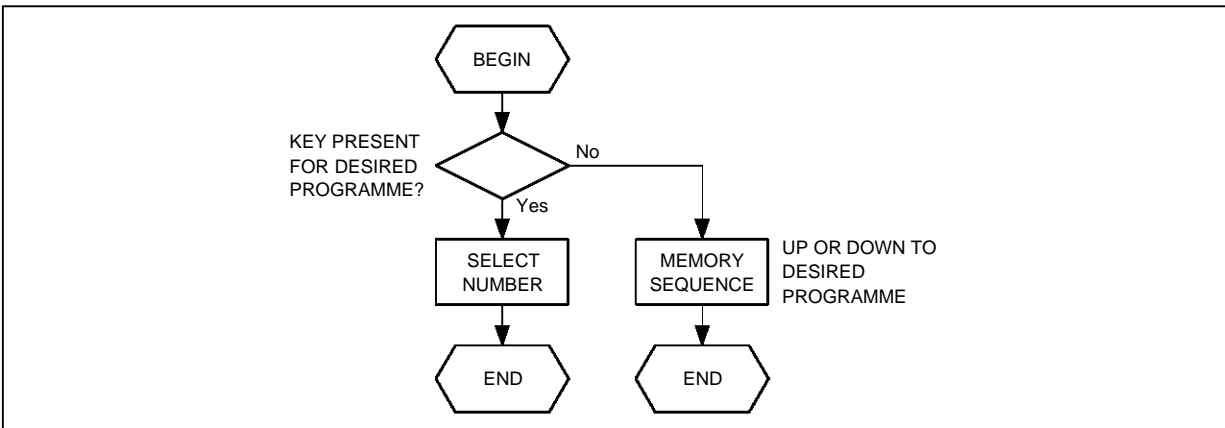 BEGIN
KEY PRESENT
FOR DESIRED
PROGRAMME?
No
Yes
SELECT
NUMBER
MEMORY
SEQUENCE
UP OR DOWN TO
DESIRED
PROGRAMME
END
END